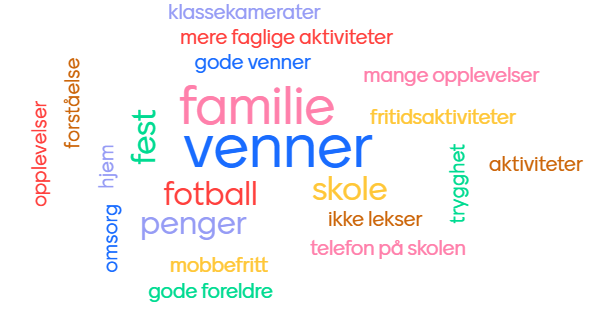 klassekamerater
mere faglige aktiviteter
gode venner
mange opplevelser
familie
fritidsaktiviteter
forståelse
opplevelser
fest
venner
hjem
trygghet
aktiviteter
fotball
skole
penger
ikke lekser
omsorg
telefon på skolen
mobbefritt
gode foreldre